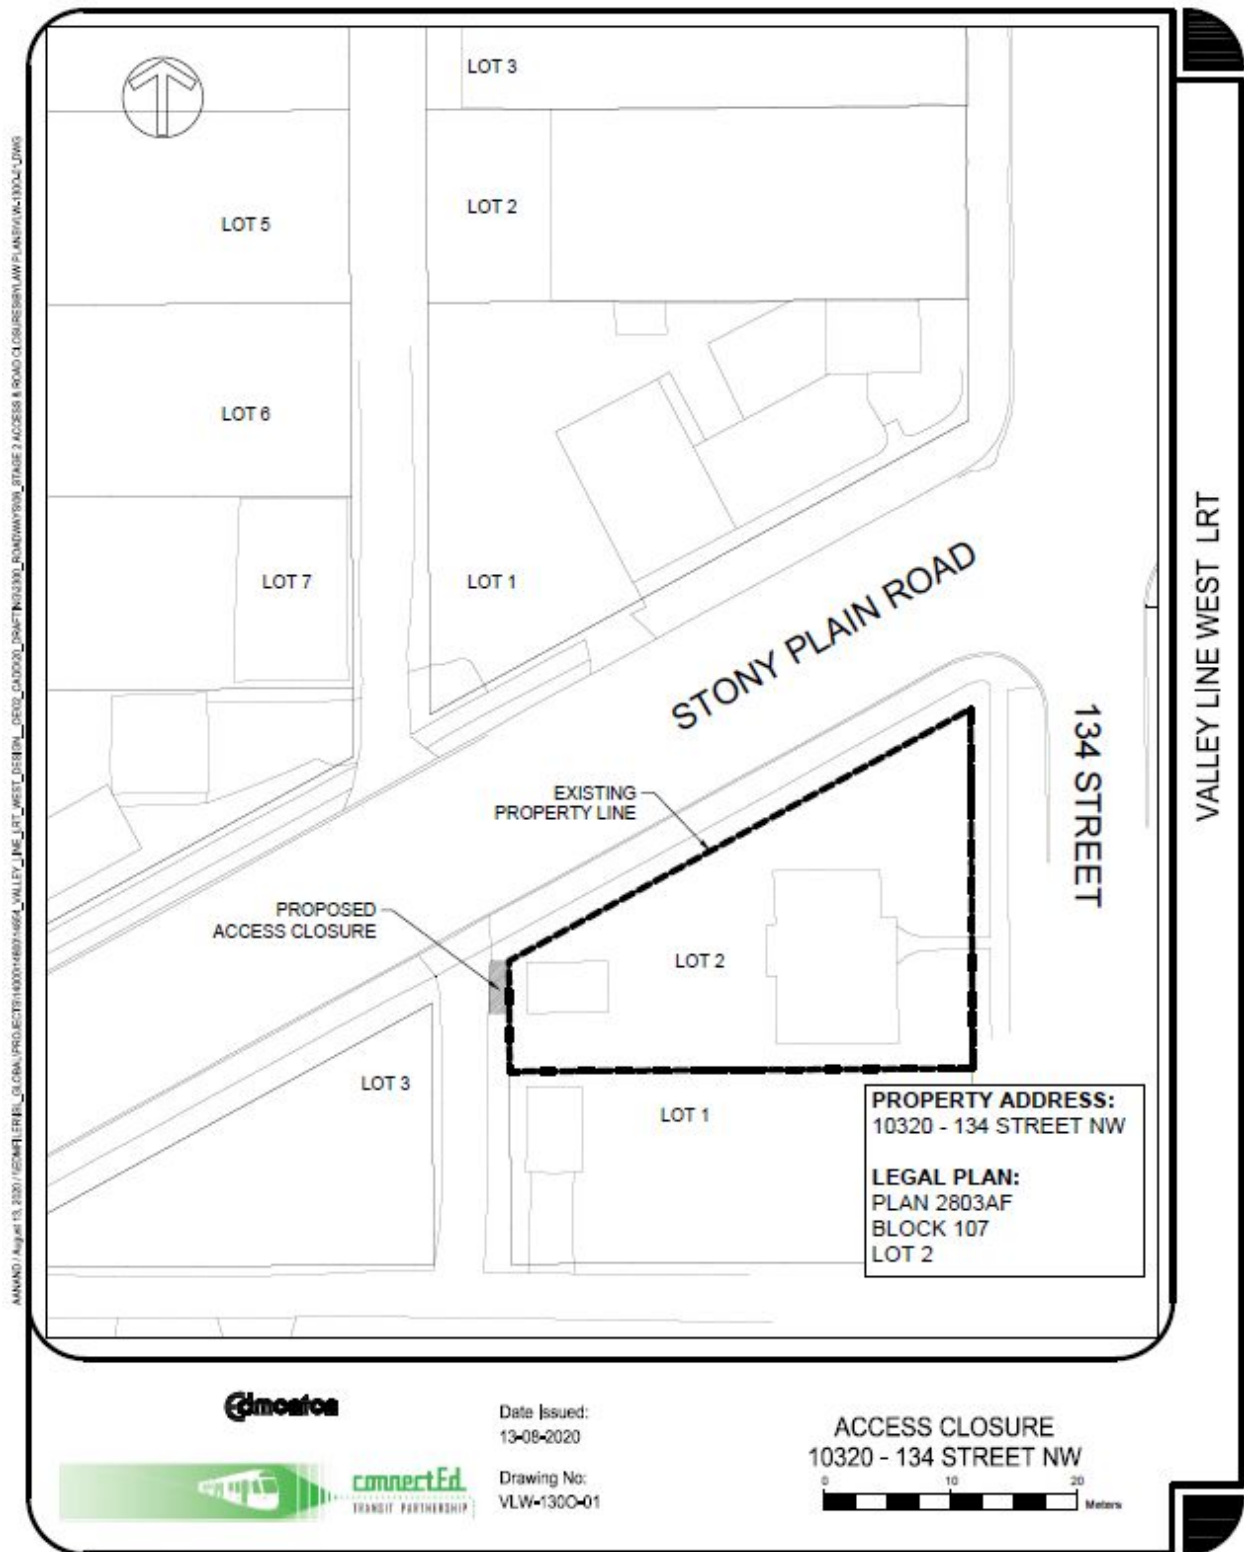 LOT 3
LOT 5
LOT 2
LOT 6
LOT 7
LOT 1
STONY PLAIN ROAD
134 STREET
EXISTING
PROPERTY LINE
PROPOSED
ACCESS CLOSURE
LOT 2
LOT 3
LOT 1
PROPERTY ADDRESS:
10320 - 134 STREET NW
LEGAL PLAN:
PLAN 2803AF
BLOCK 107
LOT 2
VALLEY LINE WEST LRT
Edmonton
connectEd
TRANSIT PARTNERSHIP
Date Issued:
13-08-2020
Drawing No:
VLW-130O-01
ACCESS CLOSURE
10320 - 134 STREET NW
0 10 20
Meters